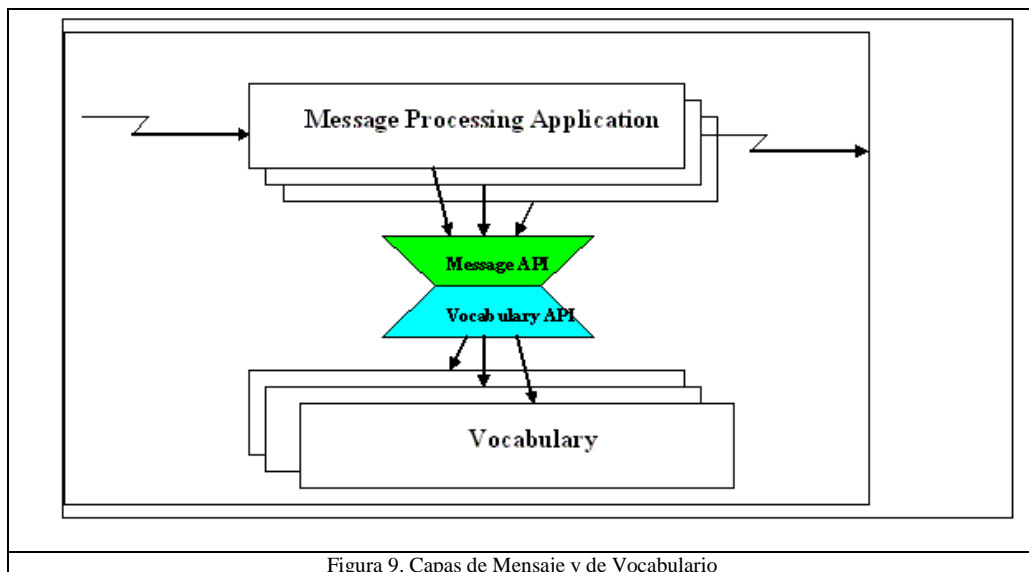 Message Processing Application
Message API
Vocabulary API
Vocabulary
Figura 9. Capas de Mensaje y de Vocabulario